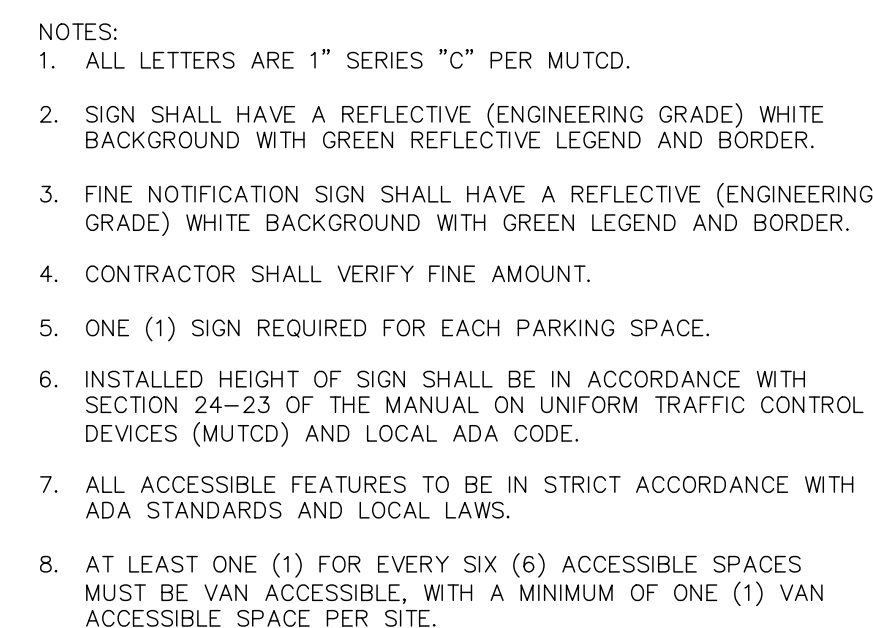 NOTES:
1. ALL LETTERS ARE 1” SERIES ”C” PER MUTCD.
2. SIGN SHALL HAVE A REFLECTIVE (ENGINEERING GRADE) WHITE
BACKGROUND WITH GREEN REFLECTIVE LEGEND AND BORDER.
3. FINE NOTIFICATION SIGN SHALL HAVE A REFLECTIVE (ENGINEERING
GRADE) WHITE BACKGROUND WITH GREEN LEGEND AND BORDER.
4. CONTRACTOR SHALL VERIFY FINE AMOUNT.
5. ONE (1) SIGN REQUIRED FOR EACH PARKING SPACE.
6. INSTALLED HEIGHT OF SIGN SHALL BE IN ACCORDANCE WITH
SECTION 24–23 OF THE MANUAL ON UNIFORM TRAFFIC CONTROL
DEVICES (MUTCD) AND LOCAL ADA CODE.
7. ALL ACCESSIBLE FEATURES TO BE IN STRICT ACCORDANCE WITH
ADA STANDARDS AND LOCAL LAWS.
8. AT LEAST ONE (1) FOR EVERY SIX (6) ACCESSIBLE SPACES
MUST BE VAN ACCESSIBLE, WITH A MINIMUM OF ONE (1) VAN
ACCESSIBLE SPACE PER SITE.